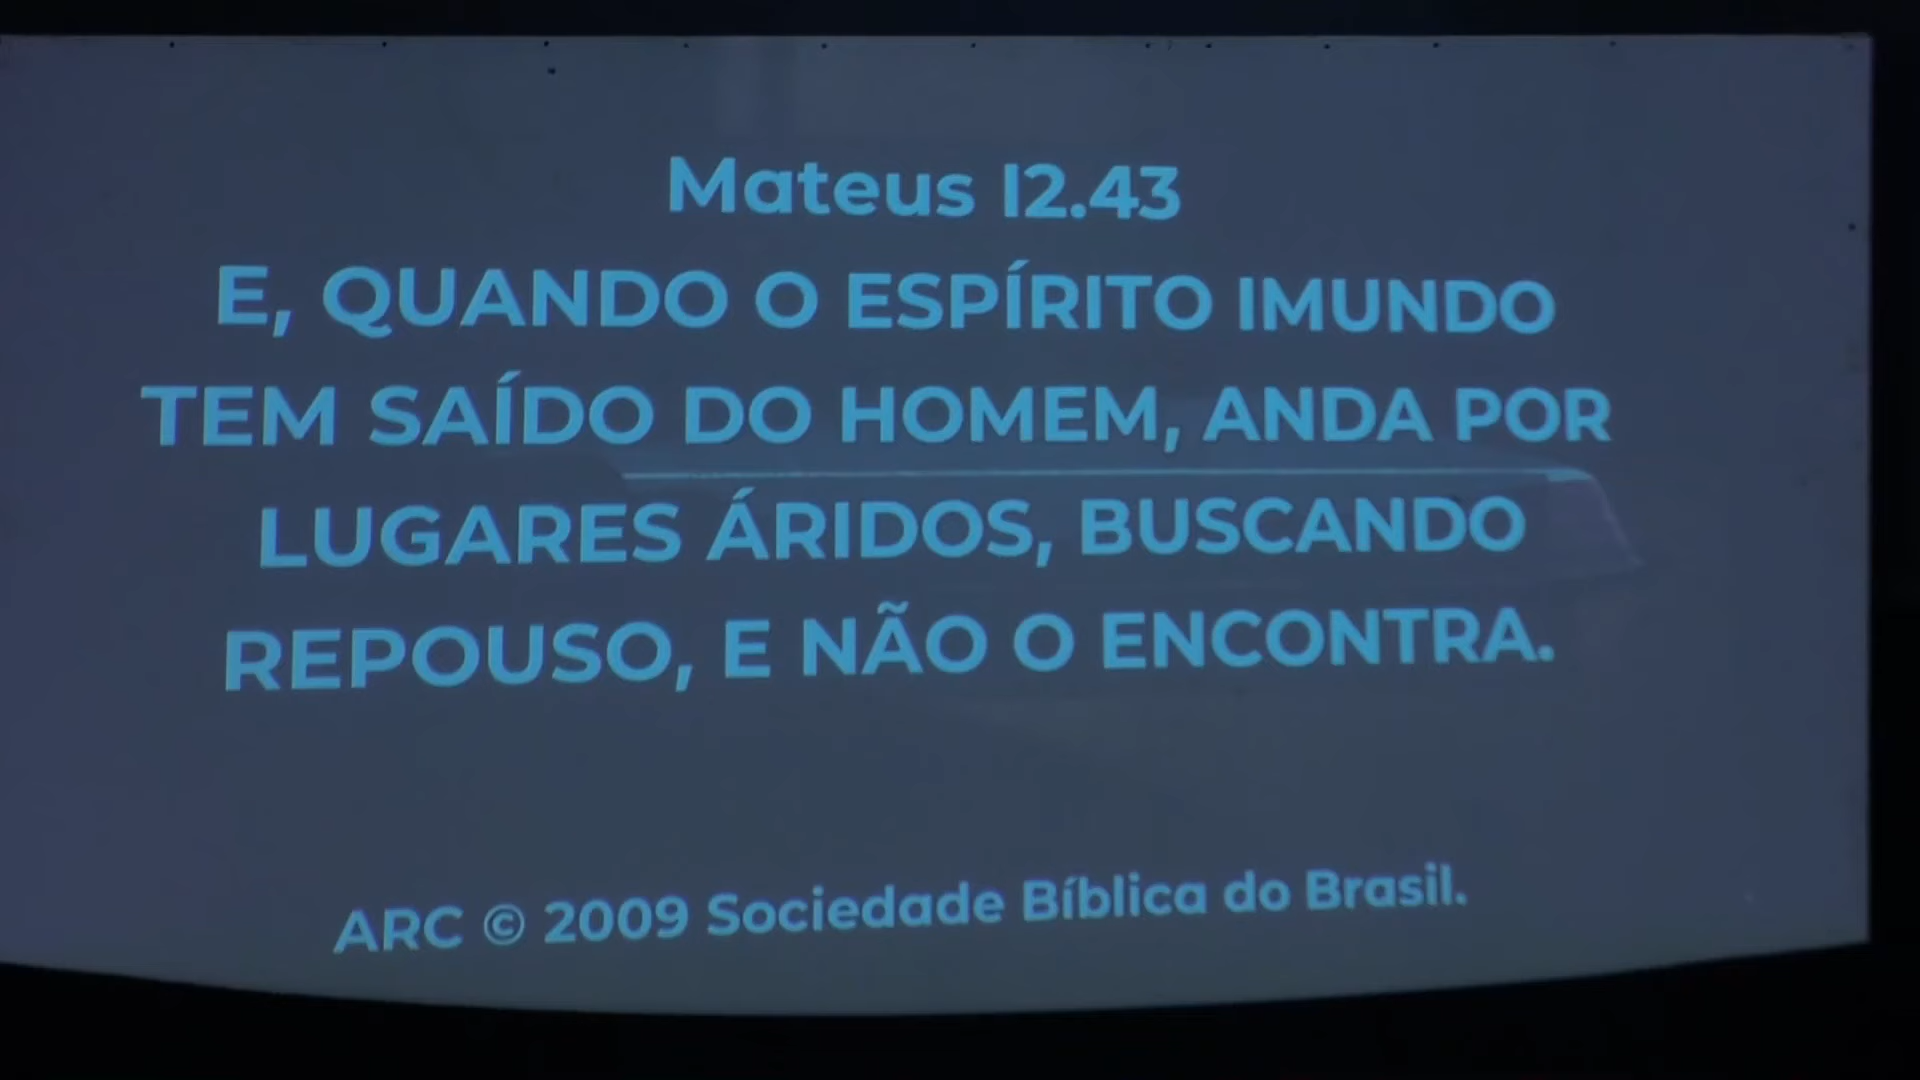 Mateus 12.43
E, QUANDO O ESPÍRITO IMUNDO
TEM SAÍDO DO HOMEM, ANDA POR
LUGARES ÁRIDOS, BUSCANDO
REPOUSO, E NÃO O ENCONTRA.
ARC © 2009 Sociedade Bíblica do Brasil.